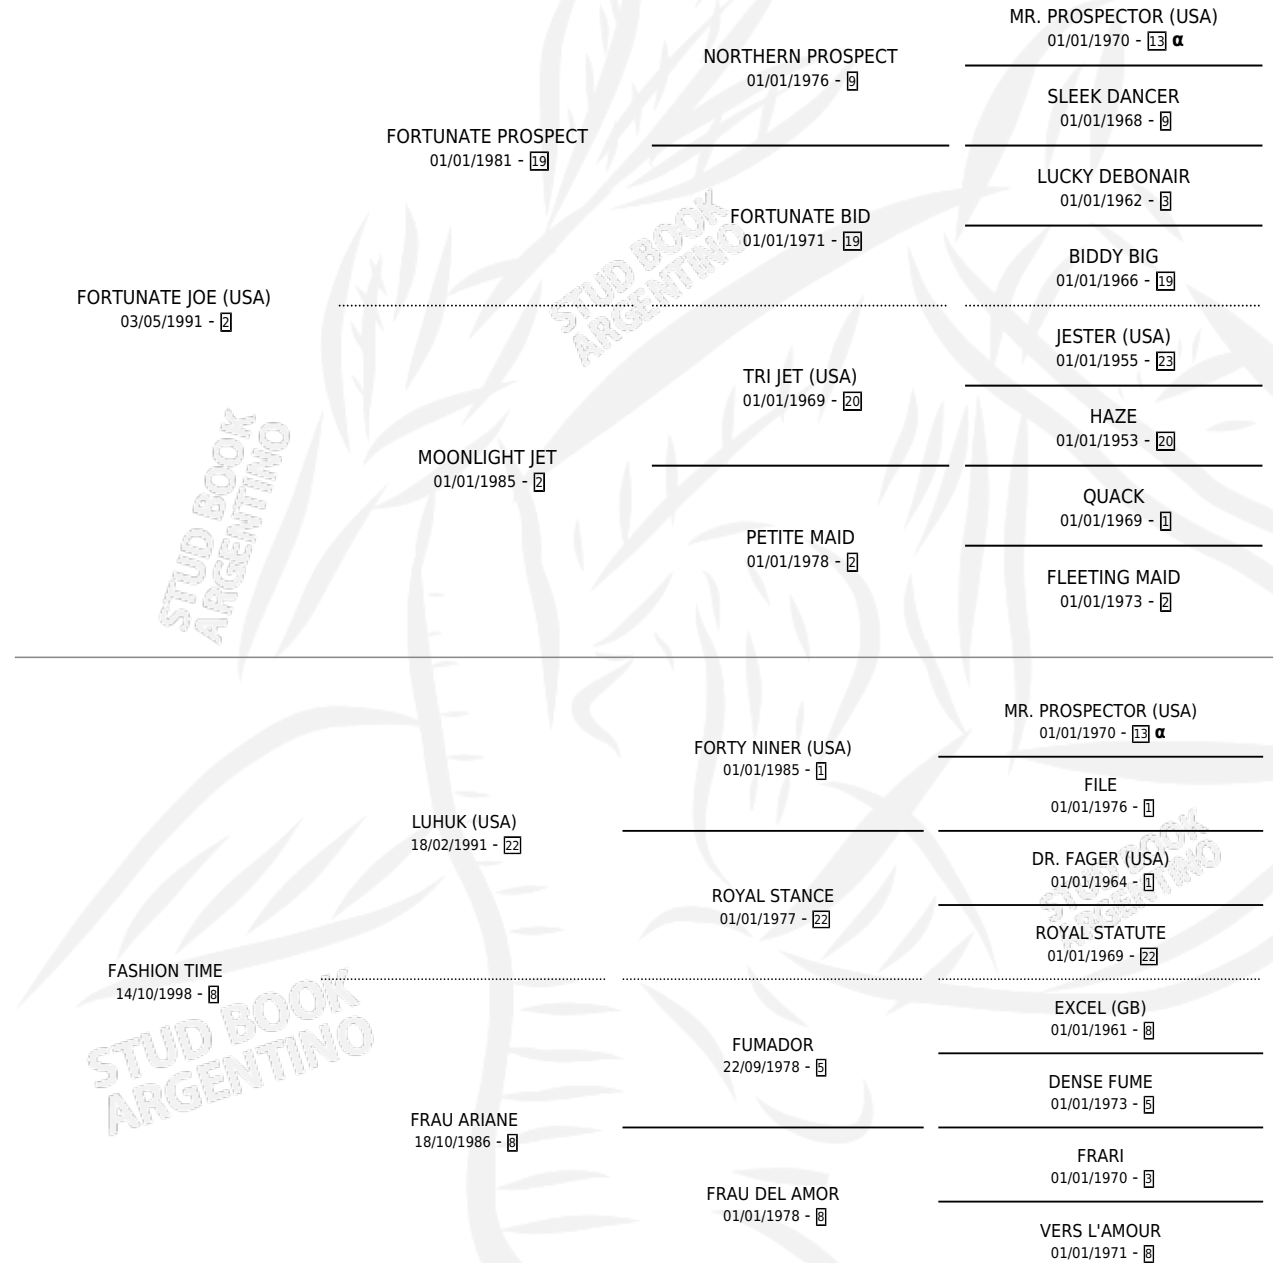 MR. PROSPECTOR (USA)
01/01/1970 - 13 α
NORTHERN PROSPECT
01/01/1976 - 9
SLEEK DANCER
01/01/1968 - 9
FORTUNATE PROSPECT
01/01/1981 - 19
LUCKY DEBONAIR
01/01/1962 - 3
FORTUNATE BID
01/01/1971 - 19
BIDDY BIG
01/01/1966 - 19
FORTUNATE JOE (USA)
03/05/1991 - 2
JESTER (USA)
01/01/1955 - 23
TRI JET (USA)
01/01/1969 - 20
HAZE
01/01/1953 - 20
MOONLIGHT JET
01/01/1985 - 2
QUACK
01/01/1969 - 1
PETITE MAID
01/01/1978 - 2
FLEETING MAID
01/01/1973 - 2
MR. PROSPECTOR (USA)
01/01/1970 - 13 α
FORTY NINER (USA)
01/01/1985 - 1
FILE
01/01/1976 - 1
LUHUK (USA)
18/02/1991 - 22
DR. FAGER (USA)
01/01/1964 - 1
ROYAL STANCE
01/01/1977 - 22
ROYAL STATUTE
01/01/1969 - 22
FASHION TIME
14/10/1998 - 8
EXCEL (GB)
01/01/1961 - 8
FUMADOR
22/09/1978 - 5
DENSE FUME
01/01/1973 - 5
FRAU ARIANE
18/10/1986 - 8
FRARI
01/01/1970 - 3
FRAU DEL AMOR
01/01/1978 - 8
VERS L'AMOUR
01/01/1971 - 8
STUD BOOK
ARGENTINO
STUD BOOK
ARGENTINO
STUD BOOK
ARGENTINO
STUD BOOK
ARGENTINO